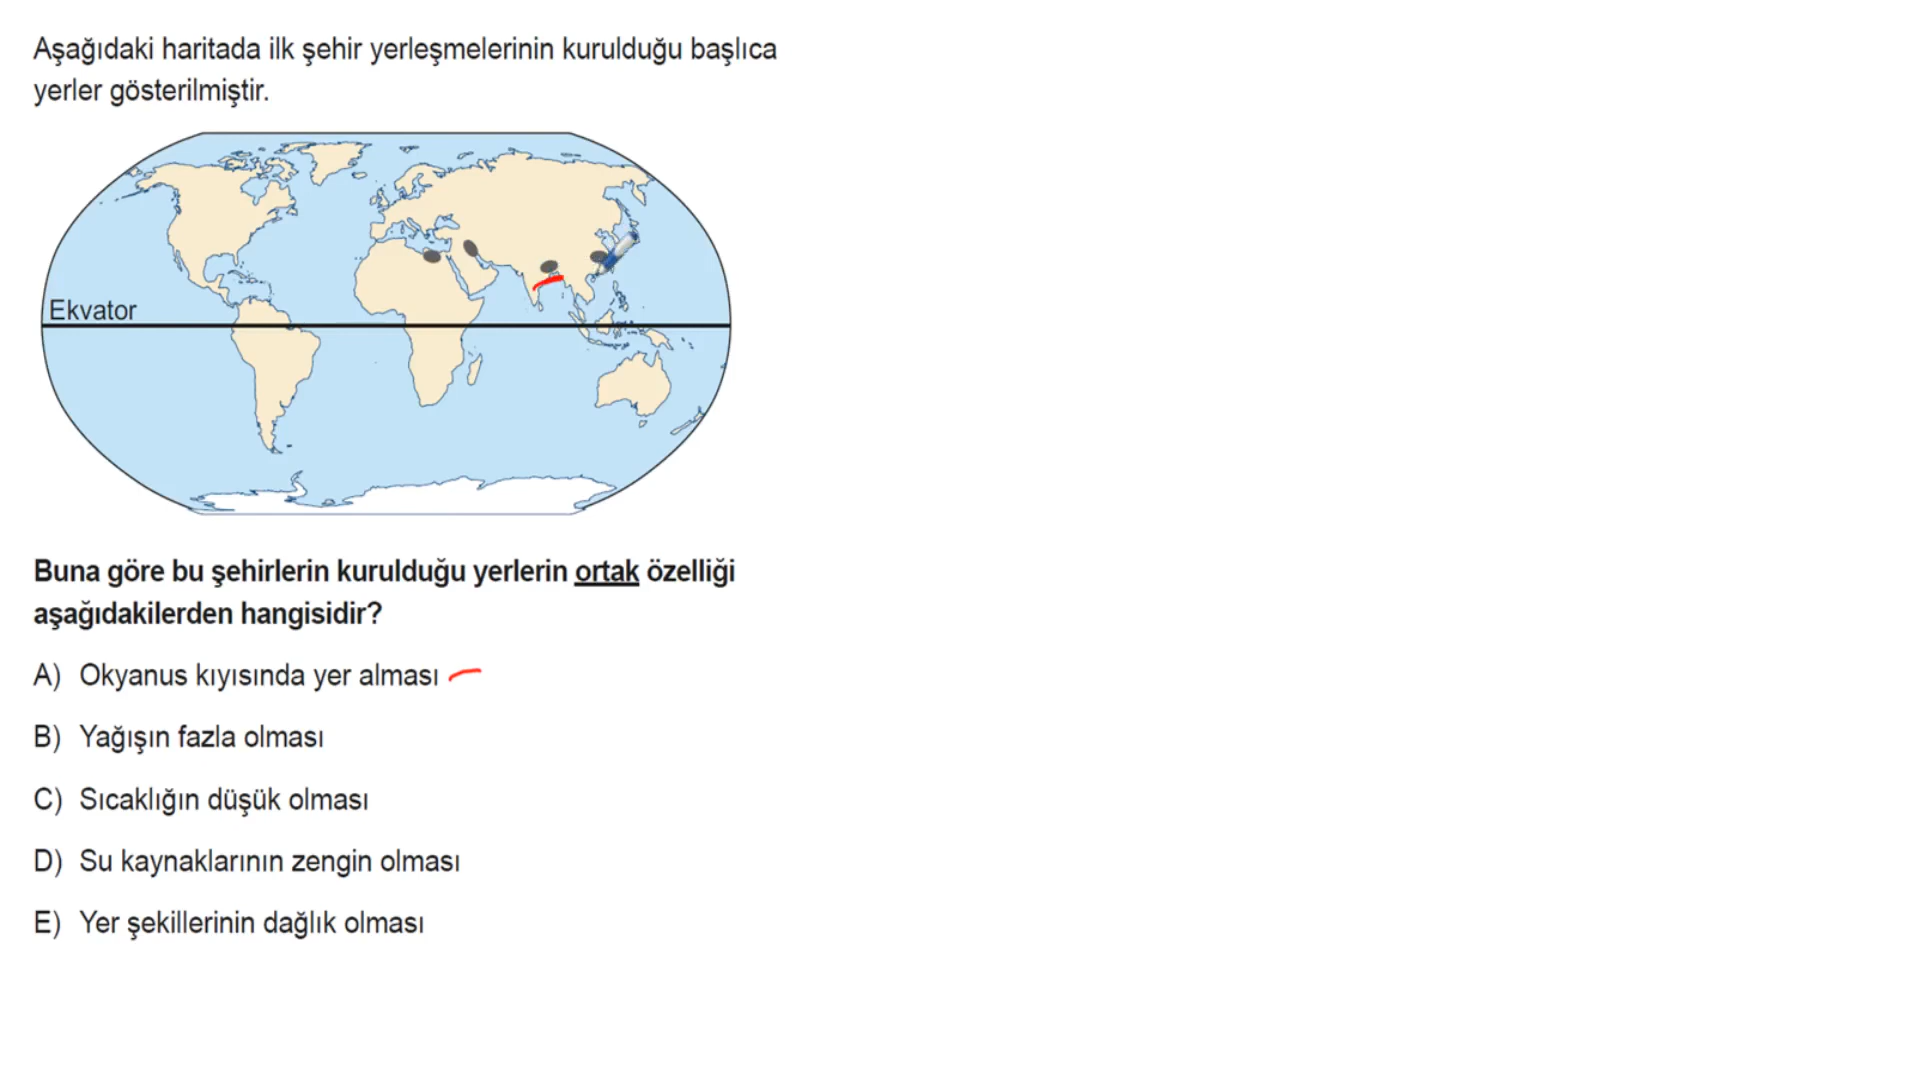 Aşağıdaki haritada ilk şehir yerleşmelerinin kurulduğu başlıca
yerler gösterilmiştir.
Ekvator
Buna göre bu şehirlerin kurulduğu yerlerin ortak özelliği
aşağıdakilerden hangisidir?
A) Okyanus kıyısında yer alması
B) Yağışın fazla olması
C) Sıcaklığın düşük olması
D) Su kaynaklarının zengin olması
E) Yer şekillerinin dağlık olması